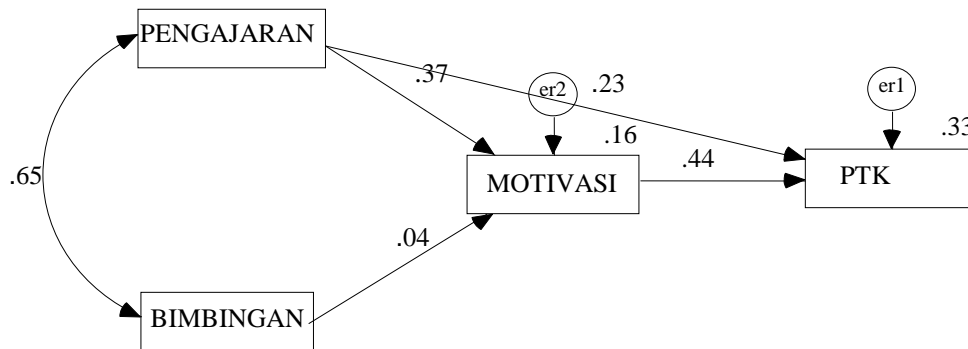 PENGAJARAN
.37
er2
.23
er1
.16
.33
.65
MOTIVASI
.44
PTK
.04
BIMBINGAN